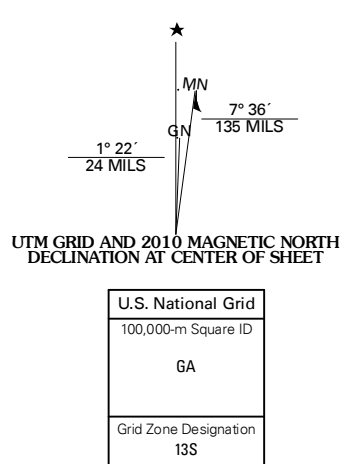 MN
7° 36´
135 MILS
GN
1° 22´
24 MILS
UTM GRID AND 2010 MAGNETIC NORTH
DECLINATION AT CENTER OF SHEET
U.S. National Grid
100,000-m Square ID
GA
Grid Zone Designation
13S